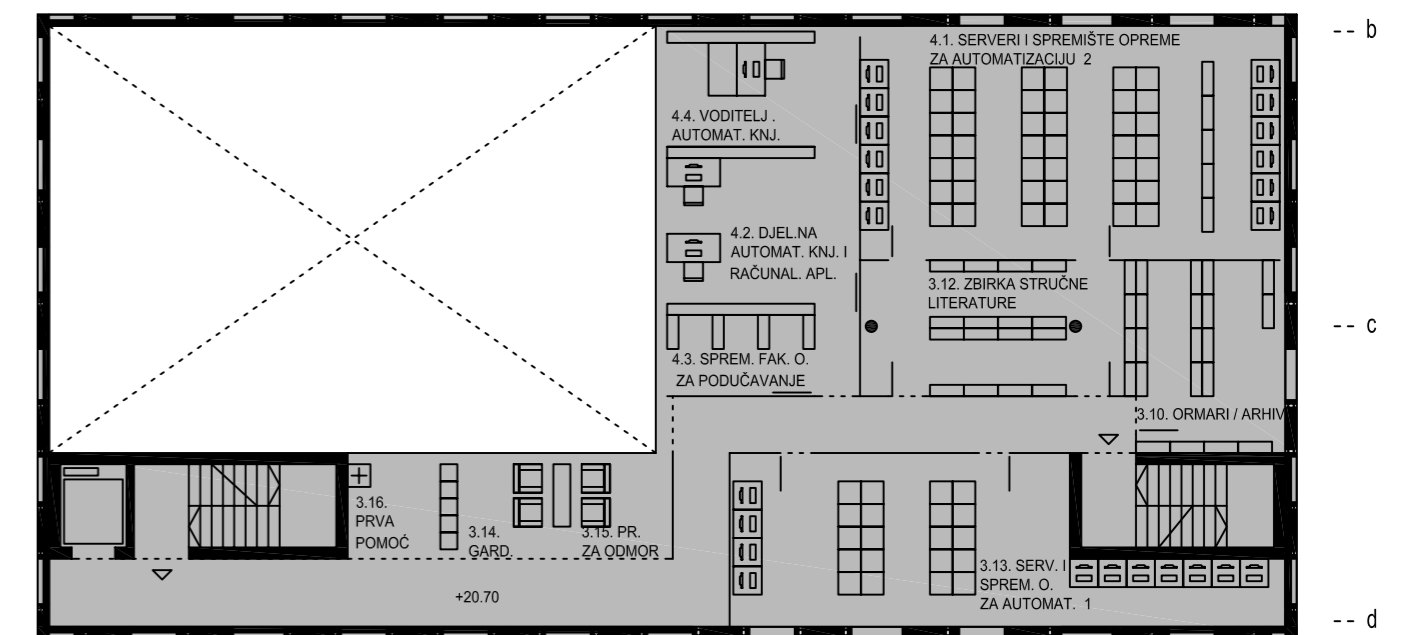 4.1. SERVERI I SPREMIŠTE OPREME
ZA AUTOMATIZACIJU 2
-- b
4.4. VODITELJ .
AUTOMAT. KNJ.
4.2. DJEL.NA
AUTOMAT. KNJ. I
RAČUNAL. APL.
3.12. ZBIRKA STRUČNE
LITERATURE
-- c
4.3. SPREM. FAK. O.
ZA PODUČAVANJE
3.10. ORMARI / ARHIV
3.16.
PRVA
POMOĆ
3.14.
GARD.
3.15. PR.
ZA ODMOR
3.13. SERV. I
SPREM. O.
ZA AUTOMAT. 1
+20.70
-- d